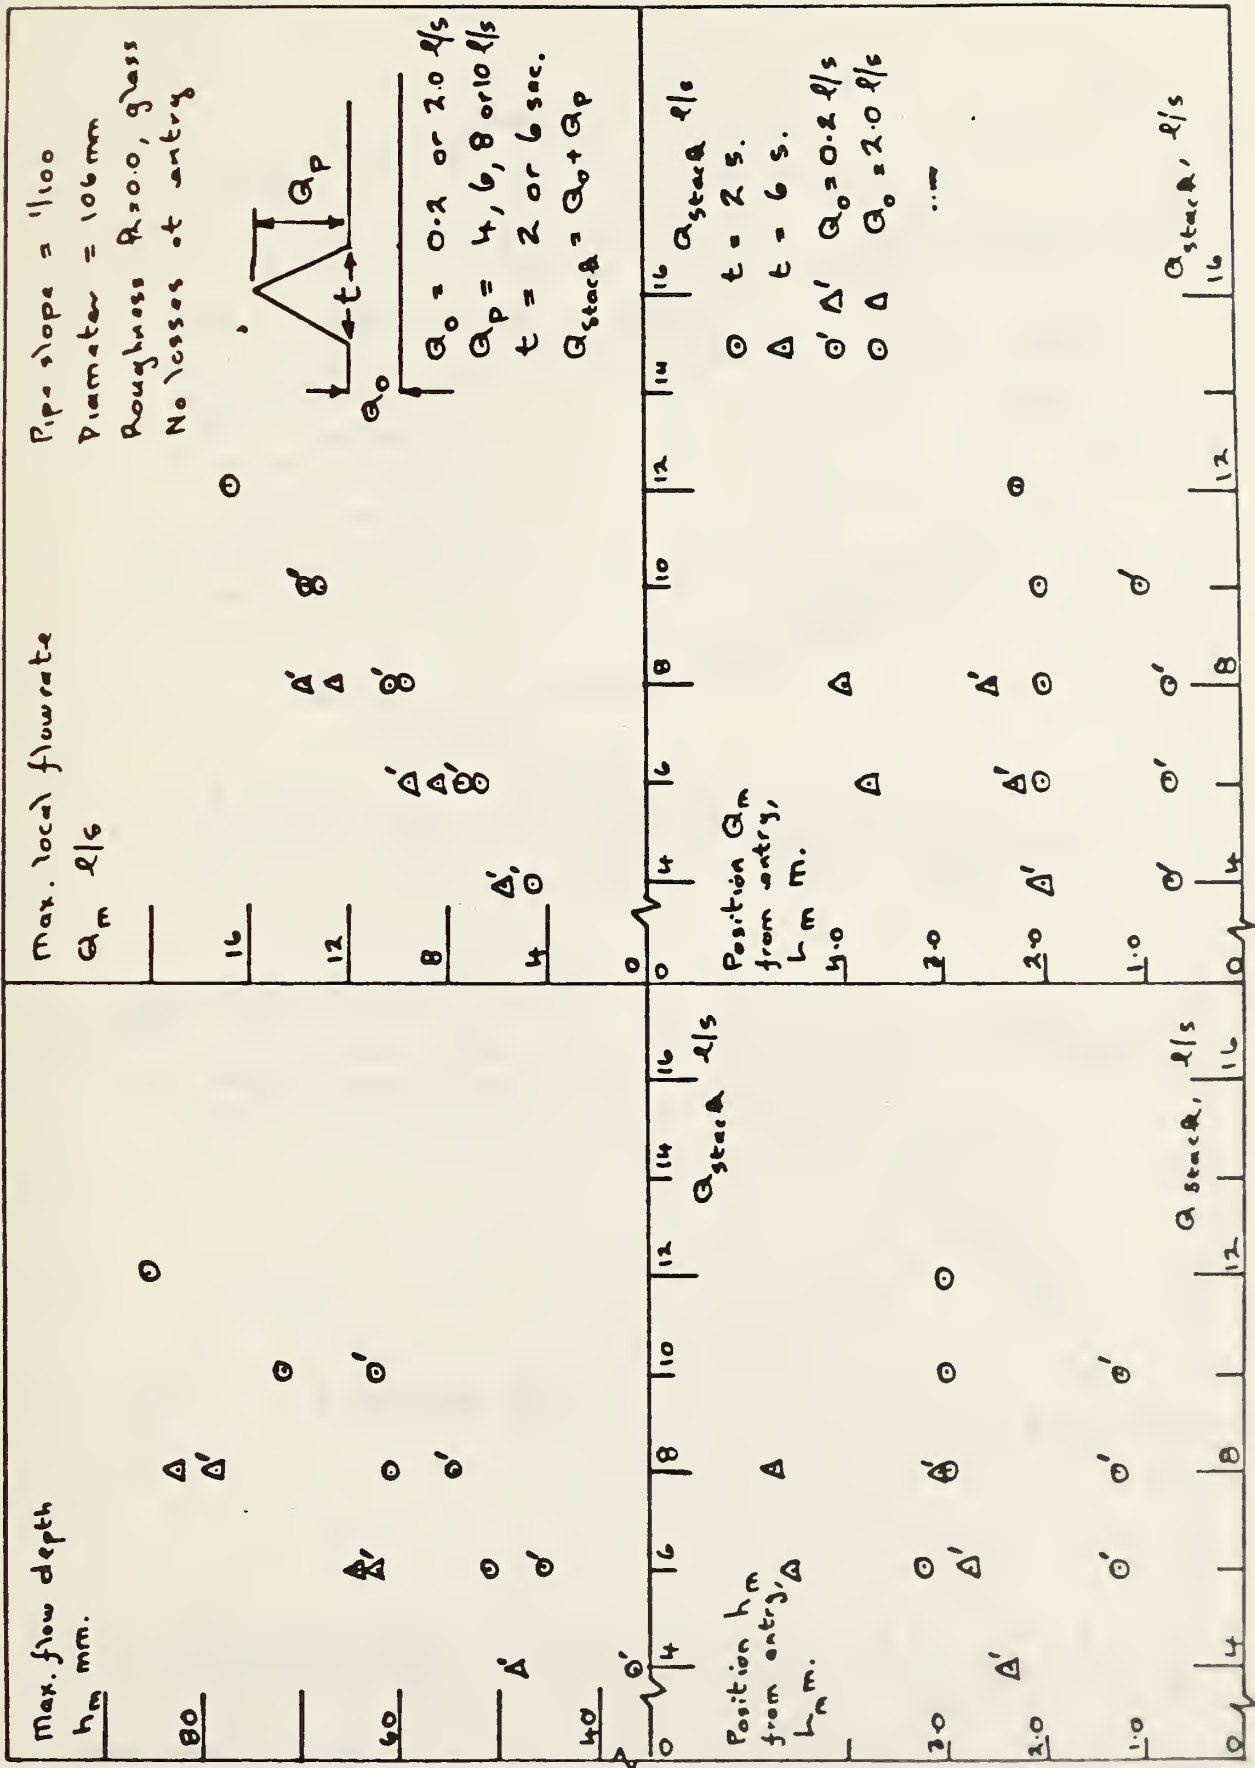 Max. flow depth
hm mm.
80
60
40
0
4
6
8
10
12
14
16
Qstack l/s
Max. local flowrate
Qm l/s
16
12
8
4
0
0
4
6
8
10
12
14
16
Qstack l/s
Pipe slope = 1/100
Diameter = 106 mm
Roughness k=0.0, glass
No losses at entry
Qp
t
Qo
Qo = 0.2 or 2.0 l/s
Qp = 4, 6, 8 or 10 l/s
t = 2 or 6 sec.
Qstack = Qo + Qp
Position hm
from entry,
Lm m.
3.0
2.0
1.0
0
4
8
12
16
Qstack, l/s
Position Qm
from entry,
Lm m.
4.0
3.0
2.0
1.0
0
4
8
12
16
Qstack, l/s
⊙ t = 2 s.
△ t = 6 s.
⊙' △' Qo = 0.2 l/s
⊙ △ Qo = 2.0 l/s